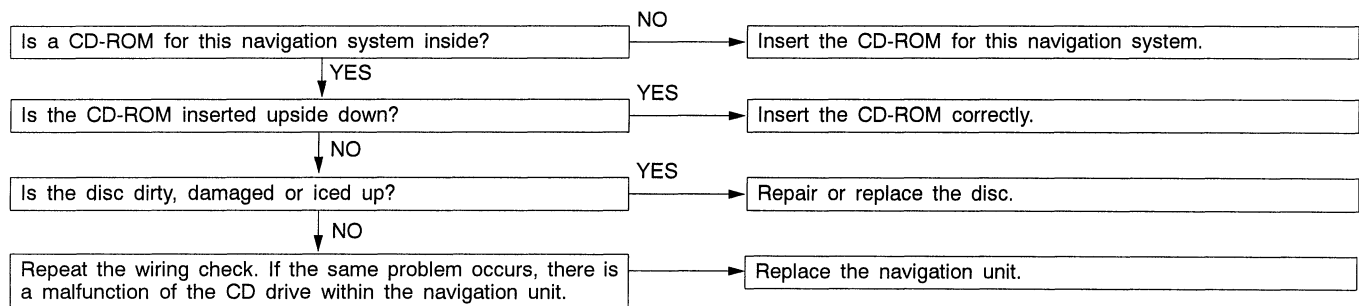 NO
Is a CD-ROM for this navigation system inside?
Insert the CD-ROM for this navigation system.
YES
YES
Is the CD-ROM inserted upside down?
Insert the CD-ROM correctly.
NO
YES
Is the disc dirty, damaged or iced up?
Repair or replace the disc.
NO
Repeat the wiring check. If the same problem occurs, there is
a malfunction of the CD drive within the navigation unit.
Replace the navigation unit.